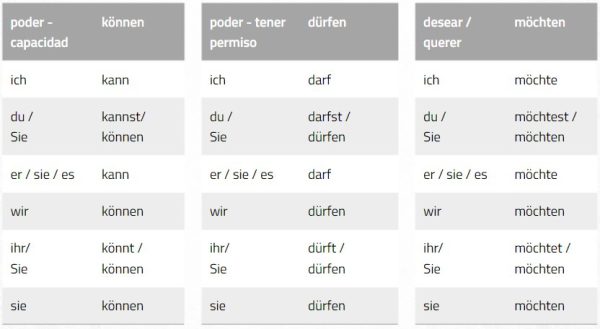 poder - können
capacidad
ich kann
du / kannst/
Sie können
er / sie / es kann
wir können
ihr/ könnt /
Sie können
sie können
poder - tener dürfen
permiso
ich darf
du / darfst /
Sie dürfen
er / sie / es darf
wir dürfen
ihr/ dürft /
Sie dürfen
sie dürfen
desear / möchten
querer
ich möchte
du / möchtest /
Sie möchten
er / sie / es möchte
wir möchten
ihr/ möchtet /
Sie möchten
sie möchten